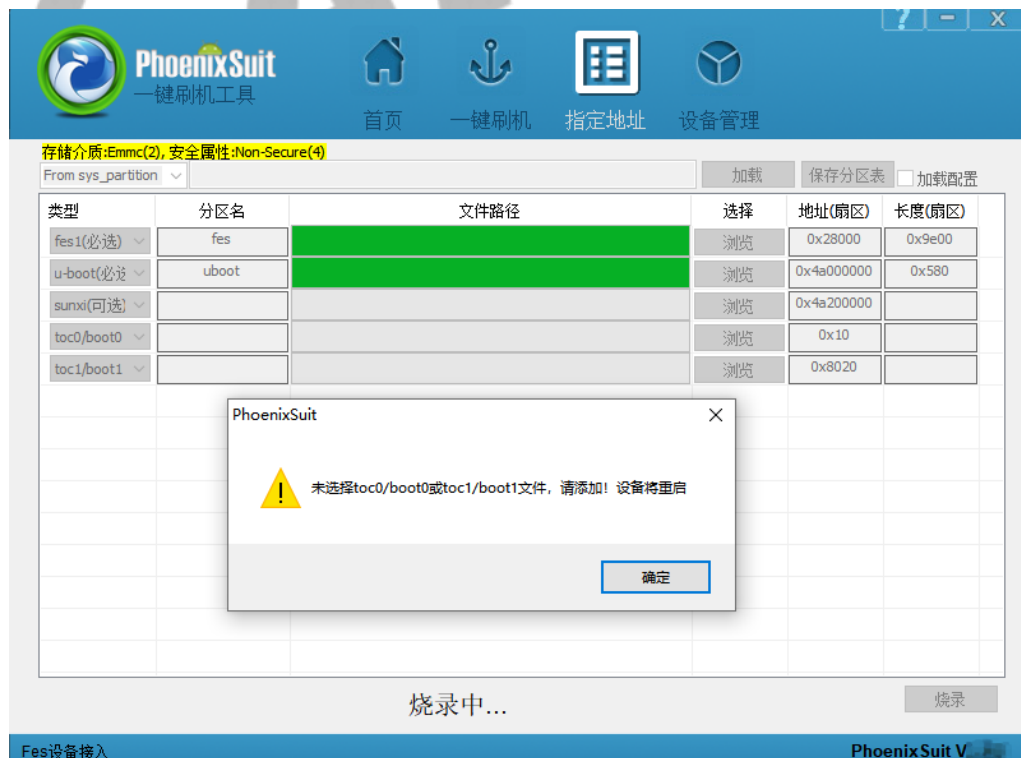 ? — X
PhoenixSuit
一键刷机工具
首页 一键刷机 指定地址 设备管理
存储介质:Emmc(2), 安全属性:Non-Secure(4)
From sys_partition 加载 保存分区表 加载配置
类型 分区名 文件路径 选择 地址(扇区) 长度(扇区)
fes1(必选) fes 浏览 0x28000 0x9e00
u-boot(必选 uboot 浏览 0x4a000000 0x580
sunxi(可选) 浏览 0x4a200000
toc0/boot0 浏览 0x10
toc1/boot1 浏览 0x8020
PhoenixSuit
未选择toc0/boot0或toc1/boot1文件，请添加！设备将重启
确定
烧录中... 烧录
Fes设备接入 PhoenixSuit V